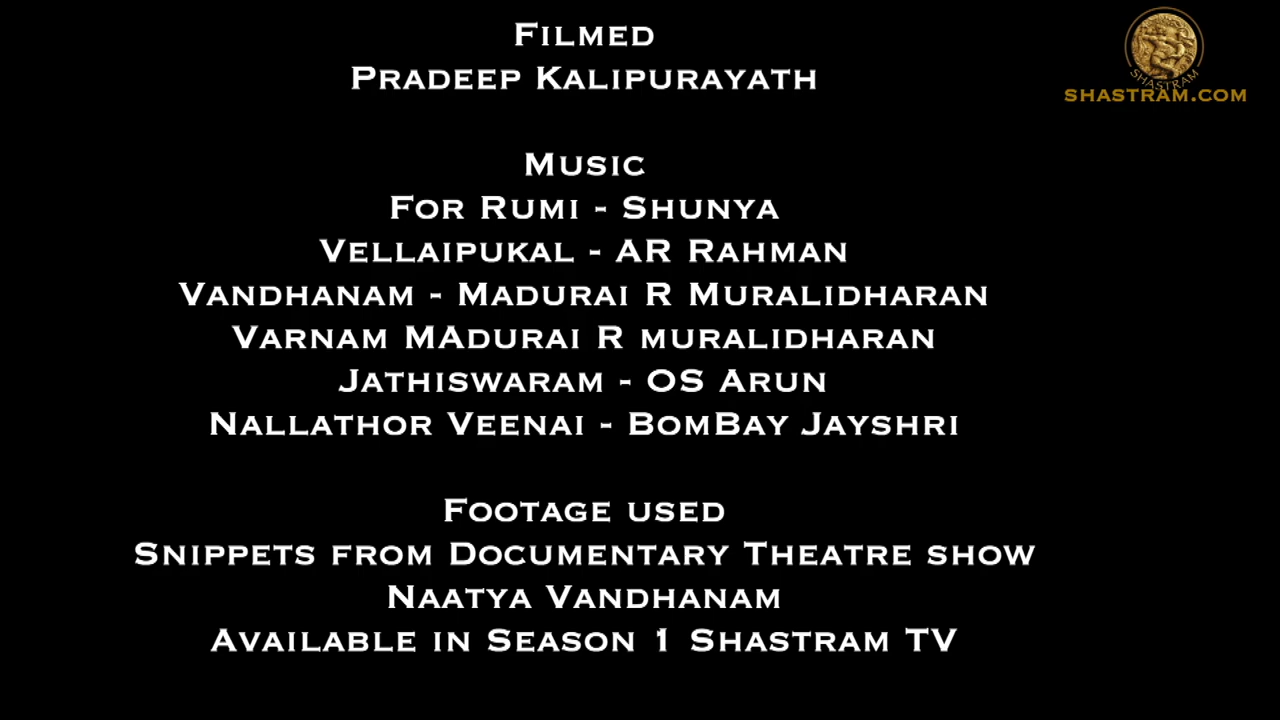 Filmed
Pradeep Kalipurayath
Music
For Rumi - Shunya
Vellaipukal - AR Rahman
Vandhanam - Madurai R Muralidharan
Varnam MAdurai R muralidharan
Jathiswaram - OS Arun
Nallathor Veenai - BomBay Jayshri
Footage used
Snippets from Documentary Theatre show
Naatya Vandhanam
Available in Season 1 Shastram TV
SHASTRAM
SHASTRAM.COM